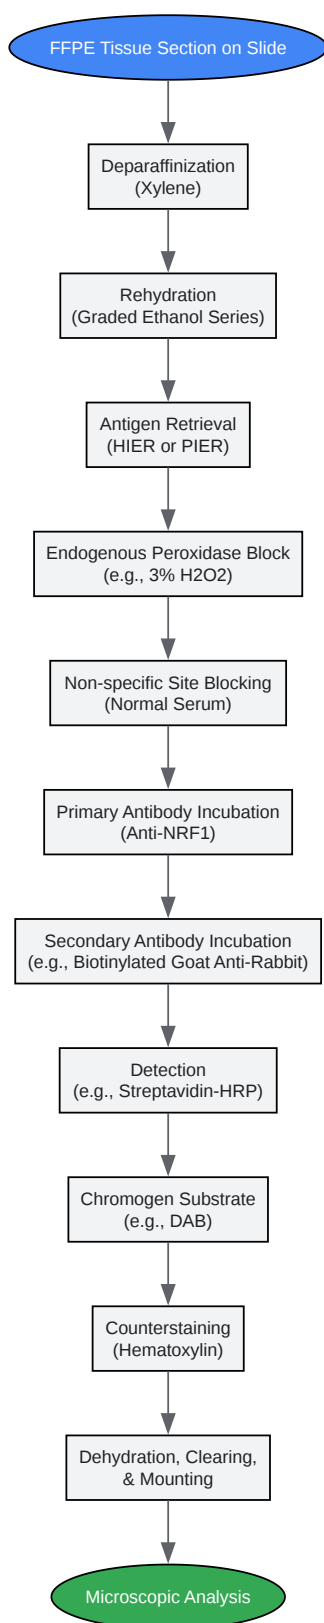 FFPE Tissue Section on Slide
Deparaffinization
(Xylene)
Rehydration
(Graded Ethanol Series)
Antigen Retrieval
(HIER or PIER)
Endogenous Peroxidase Block
(e.g., 3% H2O2)
Non-specific Site Blocking
(Normal Serum)
Primary Antibody Incubation
(Anti-NRF1)
Secondary Antibody Incubation
(e.g., Biotinylated Goat Anti-Rabbit)
Detection
(e.g., Streptavidin-HRP)
Chromogen Substrate
(e.g., DAB)
Counterstaining
(Hematoxylin)
Dehydration, Clearing,
& Mounting
Microscopic Analysis